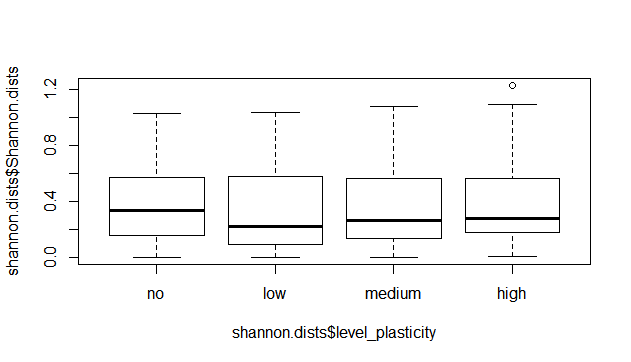 shannon.dists$Shannon.dists
1.2
0.8
0.4
0.0
no low medium high
shannon.dists$level_plasticity